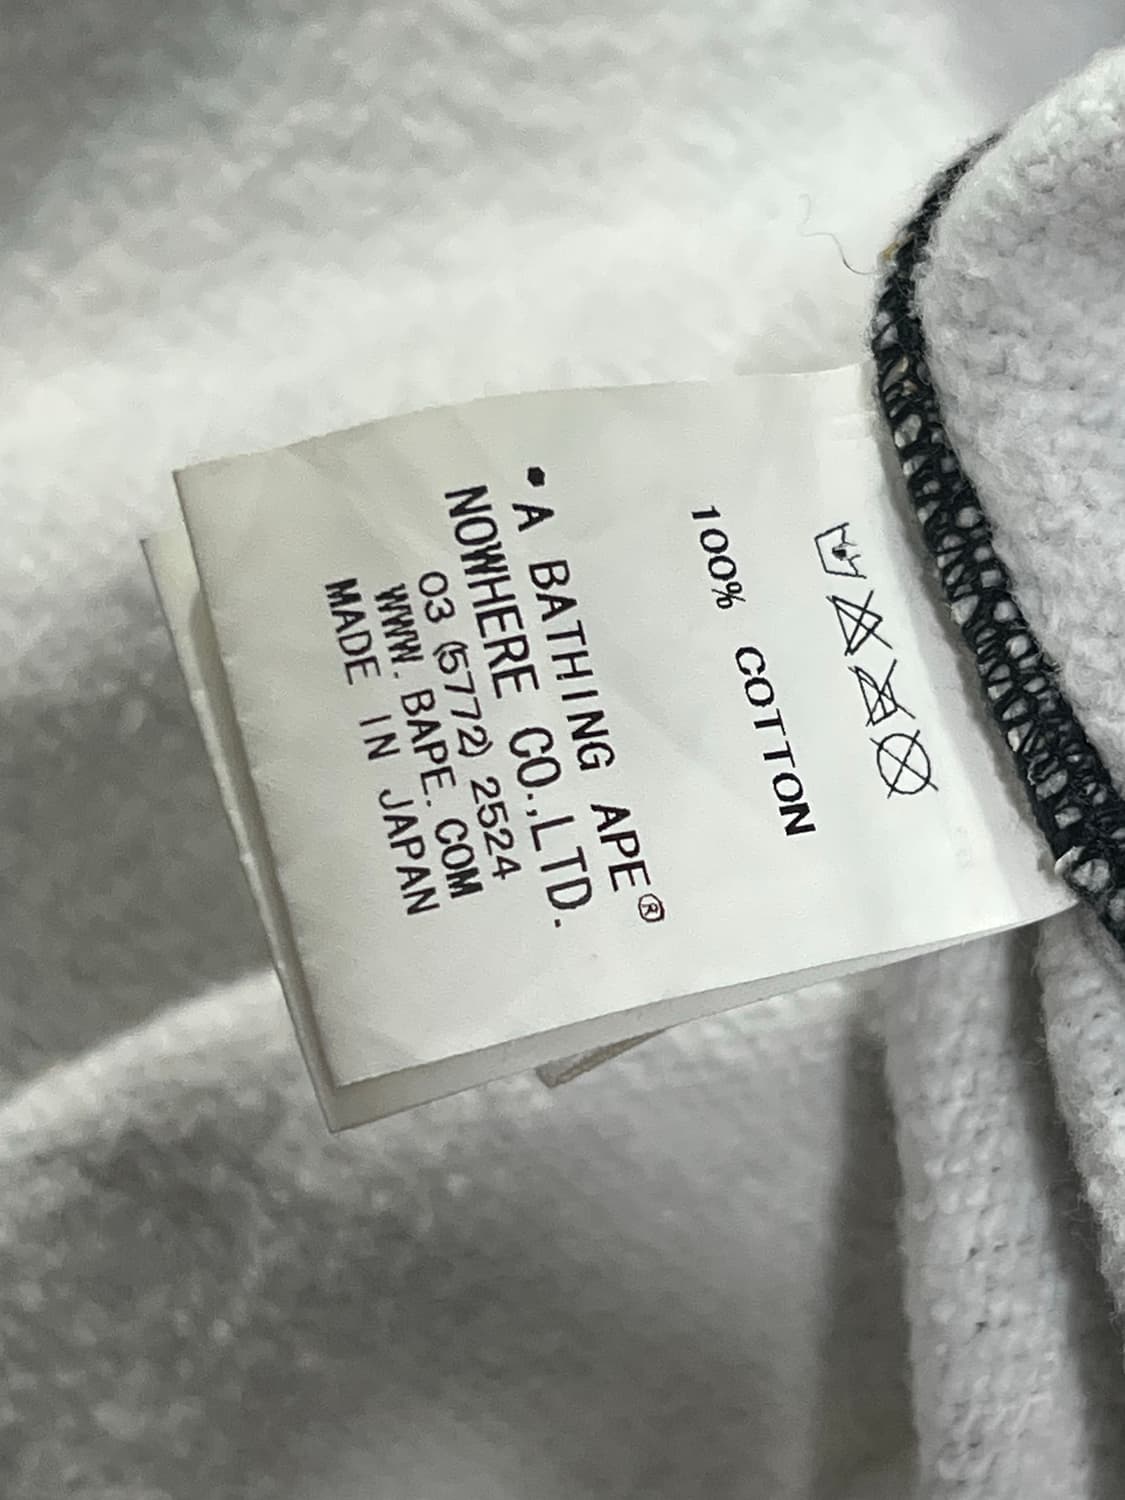 100% COTTON
•A BATHING APE®
NOWHERE CO.,LTD.
03 (5772) 2524
WWW. BAPE. COM
MADE IN JAPAN